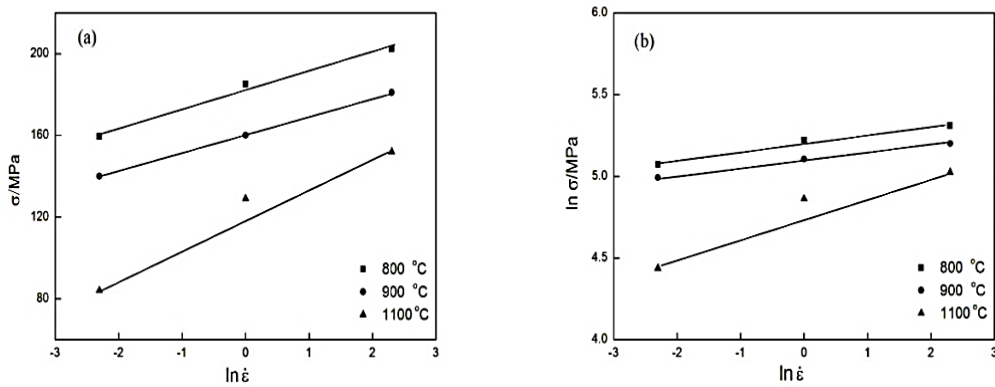 (a)
200
160
120
80
σ/MPa
-3 -2 -1 0 1 2 3
ln ε̇
800 °C
900 °C
1100°C
(b)
6.0
5.5
5.0
4.5
4.0
ln σ/MPa
-3 -2 -1 0 1 2 3
ln ε̇
800 °C
900 °C
1100°C